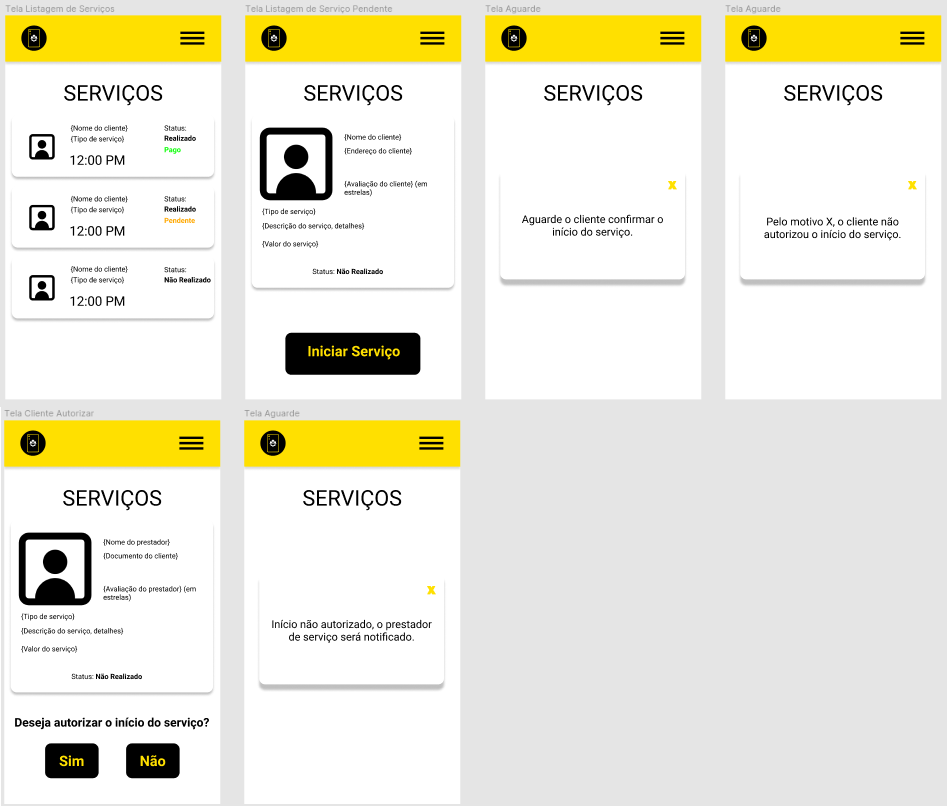 Tela Listagem de Serviços
SERVIÇOS
{Nome do cliente}
{Tipo de serviço}
12:00 PM
Status:
Realizado
Pago
{Nome do cliente}
{Tipo de serviço}
12:00 PM
Status:
Realizado
Pendente
{Nome do cliente}
{Tipo de serviço}
12:00 PM
Status:
Não Realizado
Tela Listagem de Serviço Pendente
SERVIÇOS
{Nome do cliente}
{Endereço do cliente}
{Avaliação do cliente} (em
estrelas)
{Tipo de serviço}
{Descrição do serviço, detalhes}
{Valor do serviço}
Status: Não Realizado
Iniciar Serviço
Tela Aguarde
SERVIÇOS
X
Aguarde o cliente confirmar o
início do serviço.
Tela Aguarde
SERVIÇOS
X
Pelo motivo X, o cliente não
autorizou o início do serviço.
Tela Cliente Autorizar
SERVIÇOS
{Nome do prestador}
{Documento do cliente}
{Avaliação do prestador} (em
estrelas)
{Tipo de serviço}
{Descrição do serviço, detalhes}
{Valor do serviço}
Status: Não Realizado
Deseja autorizar o início do serviço?
Sim
Não
Tela Aguarde
SERVIÇOS
X
Início não autorizado, o prestador
de serviço será notificado.